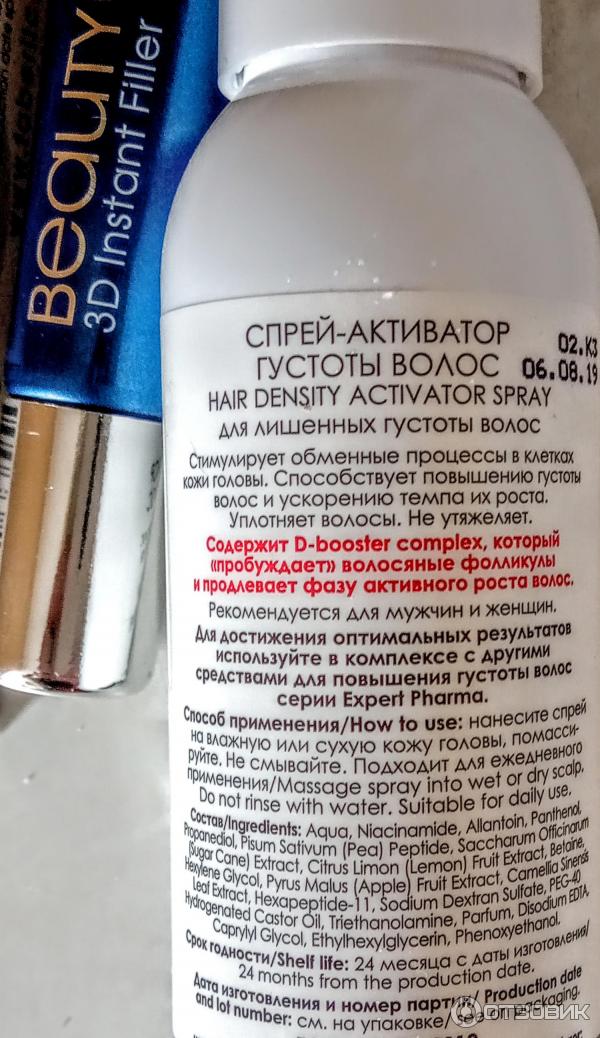 Beauty
3D Instant Filler
СПРЕЙ-АКТИВАТОР
ГУСТОТЫ ВОЛОС
HAIR DENSITY ACTIVATOR SPRAY
для лишенных густоты волос
02.К3
06.08.19
Стимулирует обменные процессы в клетках
кожи головы. Способствует повышению густоты
волос и ускорению темпа их роста.
Уплотняет волосы. Не утяжеляет.
Содержит D-booster complex, который
«пробуждает» волосяные фолликулы
и продлевает фазу активного роста волос.
Рекомендуется для мужчин и женщин.
Для достижения оптимальных результатов
используйте в комплексе с другими
средствами для повышения густоты волос
серии Expert Pharma.
Способ применения/How to use: нанесите спрей
на влажную или сухую кожу головы, помасси-
руйте. Не смывайте. Подходит для ежедневного
применения/Massage spray into wet or dry scalp.
Do not rinse with water. Suitable for daily use.
Состав/Ingredients: Aqua, Niacinamide, Allantoin, Panthenol,
Propanediol, Pisum Sativum (Pea) Peptide, Saccharum Officinarum
(Sugar Cane) Extract, Citrus Limon (Lemon) Fruit Extract, Betaine,
Hexylene Glycol, Pyrus Malus (Apple) Fruit Extract, Camellia Sinensis
Leaf Extract, Hexapeptide-11, Sodium Dextran Sulfate, PEG-40
Hydrogenated Castor Oil, Triethanolamine, Parfum, Disodium EDTA,
Caprylyl Glycol, Ethylhexylglycerin, Phenoxyethanol.
Срок годности/Shelf life: 24 месяца с даты изготовления/
24 months from the production date.
Дата изготовления и номер партии/ Production date
and lot number: см. на упаковке/ see on packaging.
ОТЗОВИК